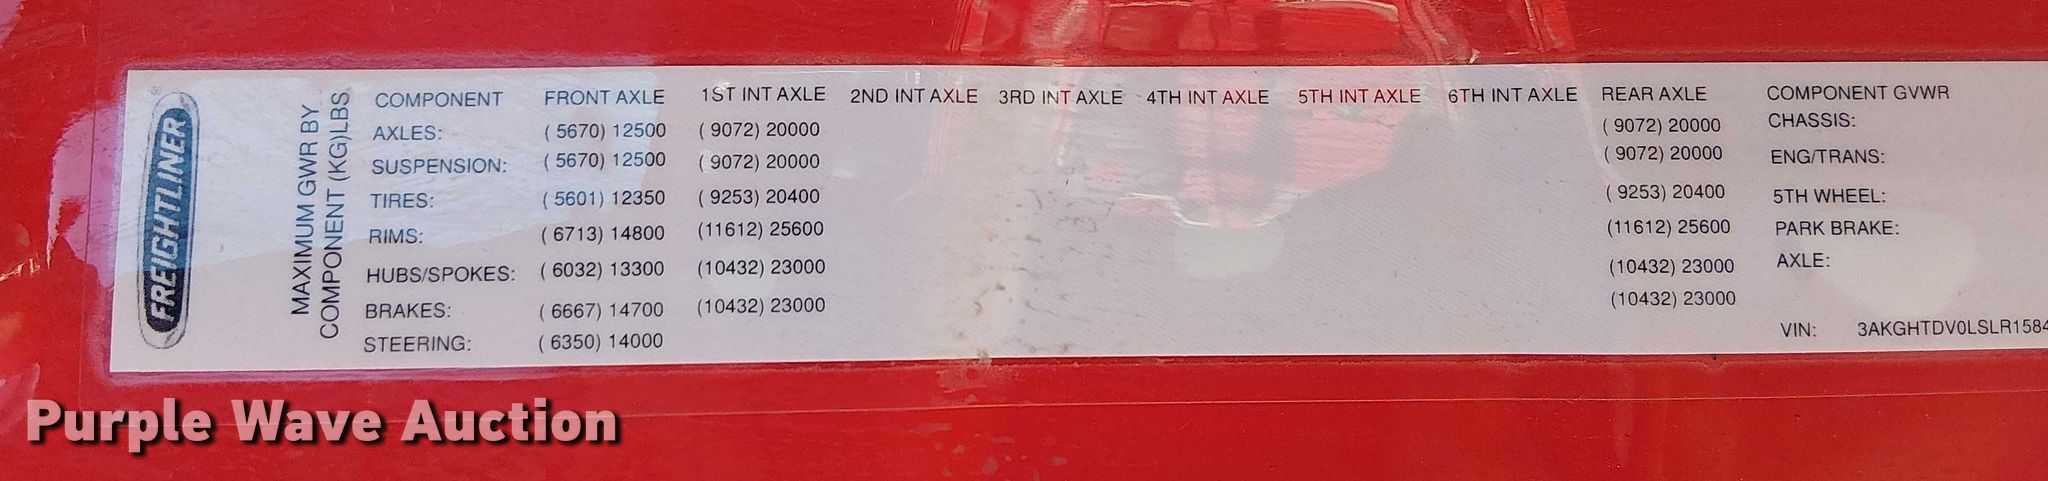 FREIGHTLINER
MAXIMUM GWR BY
COMPONENT (KG)LBS
COMPONENT FRONT AXLE 1ST INT AXLE 2ND INT AXLE 3RD INT AXLE 4TH INT AXLE 5TH INT AXLE 6TH INT AXLE REAR AXLE COMPONENT GVWR
AXLES: ( 5670) 12500 ( 9072) 20000 ( 9072) 20000 CHASSIS:
SUSPENSION: ( 5670) 12500 ( 9072) 20000 ( 9072) 20000 ENG/TRANS:
TIRES: ( 5601) 12350 ( 9253) 20400 ( 9253) 20400 5TH WHEEL:
RIMS: ( 6713) 14800 (11612) 25600 (11612) 25600 PARK BRAKE:
HUBS/SPOKES: ( 6032) 13300 (10432) 23000 (10432) 23000 AXLE:
BRAKES: ( 6667) 14700 (10432) 23000 (10432) 23000
STEERING: ( 6350) 14000 VIN: 3AKGHTDV0LSLR1584
Purple Wave Auction